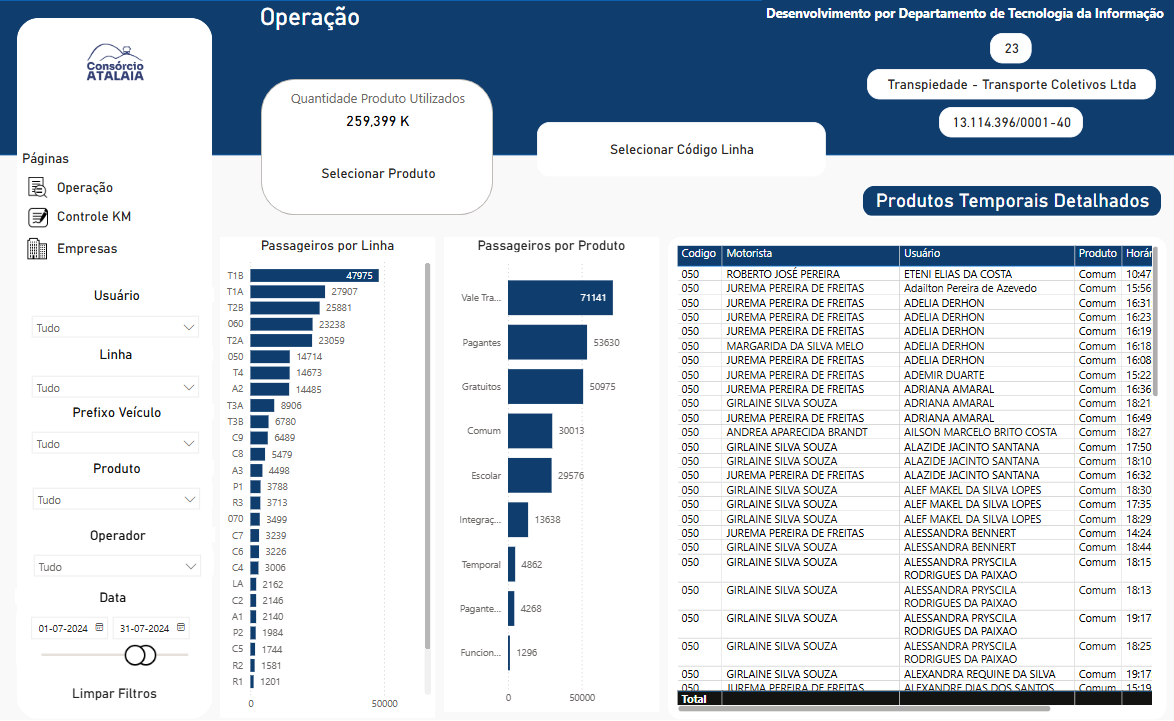 Operação
Desenvolvimento por Departamento de Tecnologia da Informação
23
Transpiedade - Transporte Coletivos Ltda
13.114.396/0001-40
Consórcio
ATALAIA
Quantidade Produto Utilizados
259,399 K
Selecionar Produto
Selecionar Código Linha
Produtos Temporais Detalhados
Páginas
Operação
Controle KM
Empresas
Usuário
Tudo
Linha
Tudo
Prefixo Veículo
Tudo
Produto
Tudo
Operador
Tudo
Data
01-07-2024 31-07-2024
Limpar Filtros
Passageiros por Linha
T1B 47975
T1A 27907
T2B 25881
060 23238
T2A 23059
050 14714
T4 14673
A2 14485
T3A 8906
T3B 6780
C9 6489
C8 5479
A3 4498
P1 3788
R3 3713
070 3499
C7 3239
C6 3226
C4 3006
LA 2162
C2 2146
A1 2140
P2 1984
C5 1744
R2 1581
R1 1201
0 50000
Passageiros por Produto
Vale Tra... 71141
Pagantes 53630
Gratuitos 50975
Comum 30013
Escolar 29576
Integraç... 13638
Temporal 4862
Pagante... 4268
Funcion... 1296
0 50000
Codigo Motorista Usuário Produto Horár
050 ROBERTO JOSÉ PEREIRA ETENI ELIAS DA COSTA Comum 10:47
050 JUREMA PEREIRA DE FREITAS Adailton Pereira de Azevedo Comum 15:56
050 JUREMA PEREIRA DE FREITAS ADELIA DERHON Comum 16:31
050 JUREMA PEREIRA DE FREITAS ADELIA DERHON Comum 16:23
050 JUREMA PEREIRA DE FREITAS ADELIA DERHON Comum 16:19
050 MARGARIDA DA SILVA MELO ADELIA DERHON Comum 16:18
050 JUREMA PEREIRA DE FREITAS ADELIA DERHON Comum 16:08
050 JUREMA PEREIRA DE FREITAS ADEMIR DUARTE Comum 15:22
050 JUREMA PEREIRA DE FREITAS ADRIANA AMARAL Comum 16:36
050 GIRLAINE SILVA SOUZA ADRIANA AMARAL Comum 18:21
050 JUREMA PEREIRA DE FREITAS ADRIANA AMARAL Comum 16:49
050 ANDREA APARECIDA BRANDT AILSON MARCELO BRITO COSTA Comum 18:27
050 GIRLAINE SILVA SOUZA ALAZIDE JACINTO SANTANA Comum 17:50
050 GIRLAINE SILVA SOUZA ALAZIDE JACINTO SANTANA Comum 18:10
050 JUREMA PEREIRA DE FREITAS ALAZIDE JACINTO SANTANA Comum 16:32
050 GIRLAINE SILVA SOUZA ALEF MAKEL DA SILVA LOPES Comum 18:30
050 GIRLAINE SILVA SOUZA ALEF MAKEL DA SILVA LOPES Comum 17:35
050 GIRLAINE SILVA SOUZA ALEF MAKEL DA SILVA LOPES Comum 18:29
050 JUREMA PEREIRA DE FREITAS ALESSANDRA BENNERT Comum 14:24
050 GIRLAINE SILVA SOUZA ALESSANDRA BENNERT Comum 18:44
050 GIRLAINE SILVA SOUZA ALESSANDRA PRYSCILA Comum 18:15
RODRIGUES DA PAIXAO
050 GIRLAINE SILVA SOUZA ALESSANDRA PRYSCILA Comum 18:13
RODRIGUES DA PAIXAO
050 GIRLAINE SILVA SOUZA ALESSANDRA PRYSCILA Comum 19:17
RODRIGUES DA PAIXAO
050 GIRLAINE SILVA SOUZA ALESSANDRA PRYSCILA Comum 18:25
RODRIGUES DA PAIXAO
050 GIRLAINE SILVA SOUZA ALEXANDRA REQUINE DA SILVA Comum 19:17
050 JUREMA PEREIRA DE FREITAS ALEXANDRE DIAS DOS SANTOS Comum 15:19
Total